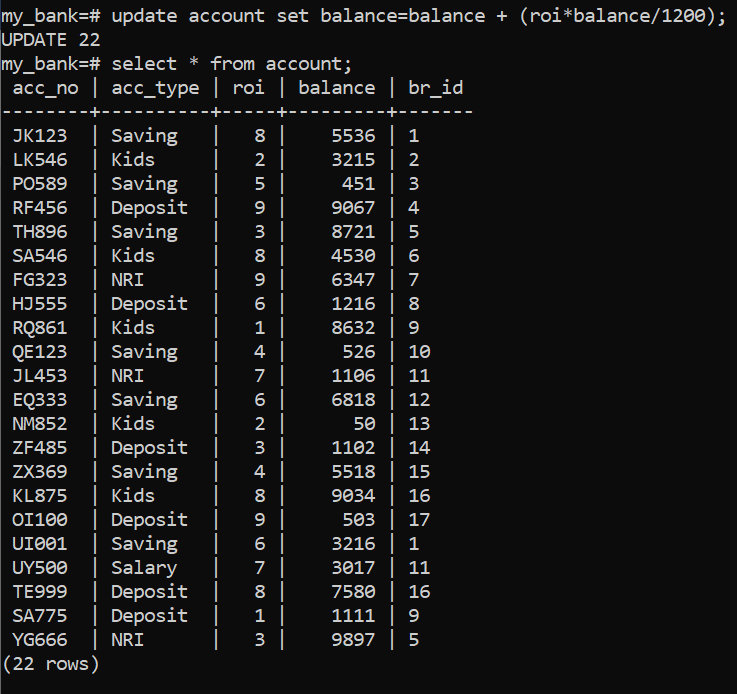 my_bank=# update account set balance=balance + (roi*balance/1200);
UPDATE 22
my_bank=# select * from account;
 acc_no | acc_type | roi | balance | br_id
--------+----------+-----+---------+-------
 JK123  | Saving   |   8 |    5536 | 1
 LK546  | Kids     |   2 |    3215 | 2
 PO589  | Saving   |   5 |     451 | 3
 RF456  | Deposit  |   9 |    9067 | 4
 TH896  | Saving   |   3 |    8721 | 5
 SA546  | Kids     |   8 |    4530 | 6
 FG323  | NRI      |   9 |    6347 | 7
 HJ555  | Deposit  |   6 |    1216 | 8
 RQ861  | Kids     |   1 |    8632 | 9
 QE123  | Saving   |   4 |     526 | 10
 JL453  | NRI      |   7 |    1106 | 11
 EQ333  | Saving   |   6 |    6818 | 12
 NM852  | Kids     |   2 |      50 | 13
 ZF485  | Deposit  |   3 |    1102 | 14
 ZX369  | Saving   |   4 |    5518 | 15
 KL875  | Kids     |   8 |    9034 | 16
 OI100  | Deposit  |   9 |     503 | 17
 UI001  | Saving   |   6 |    3216 | 1
 UY500  | Salary   |   7 |    3017 | 11
 TE999  | Deposit  |   8 |    7580 | 16
 SA775  | Deposit  |   1 |    1111 | 9
 YG666  | NRI      |   3 |    9897 | 5
(22 rows)